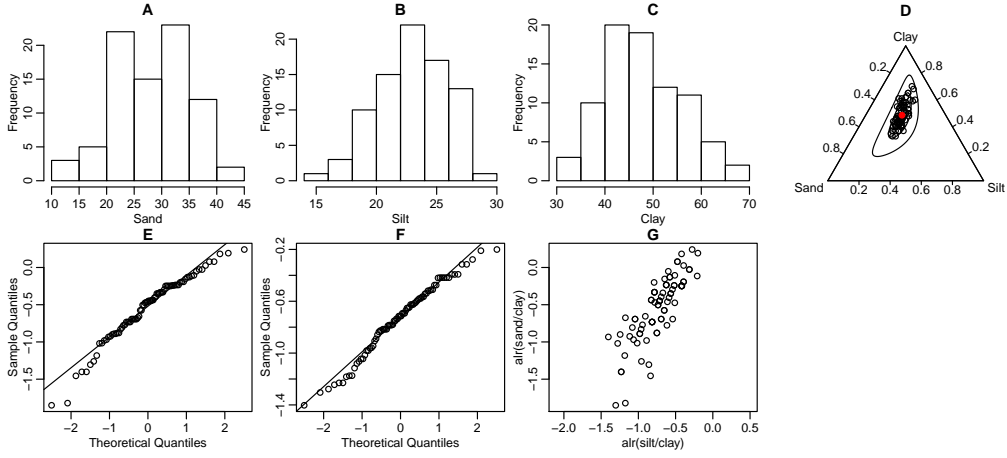 A
Frequency
0 5 10 15 20
10 15 20 25 30 35 40 45
Sand
B
Frequency
0 5 10 15 20
15 20 25 30
Silt
C
Frequency
0 5 10 15 20
30 40 50 60 70
Clay
D
Clay
0.2 0.8
0.4 0.6
0.6 0.4
0.8 0.2
Sand Silt
0.2 0.4 0.6 0.8
E
Sample Quantiles
−1.5 −1.0 −0.5 0.0
−2 −1 0 1 2
Theoretical Quantiles
F
Sample Quantiles
−1.4 −1.0 −0.6 −0.2
−2 −1 0 1 2
Theoretical Quantiles
G
alr(sand/clay)
−1.5 −1.0 −0.5 0.0
−2.0 −1.5 −1.0 −0.5 0.0 0.5
alr(silt/clay)